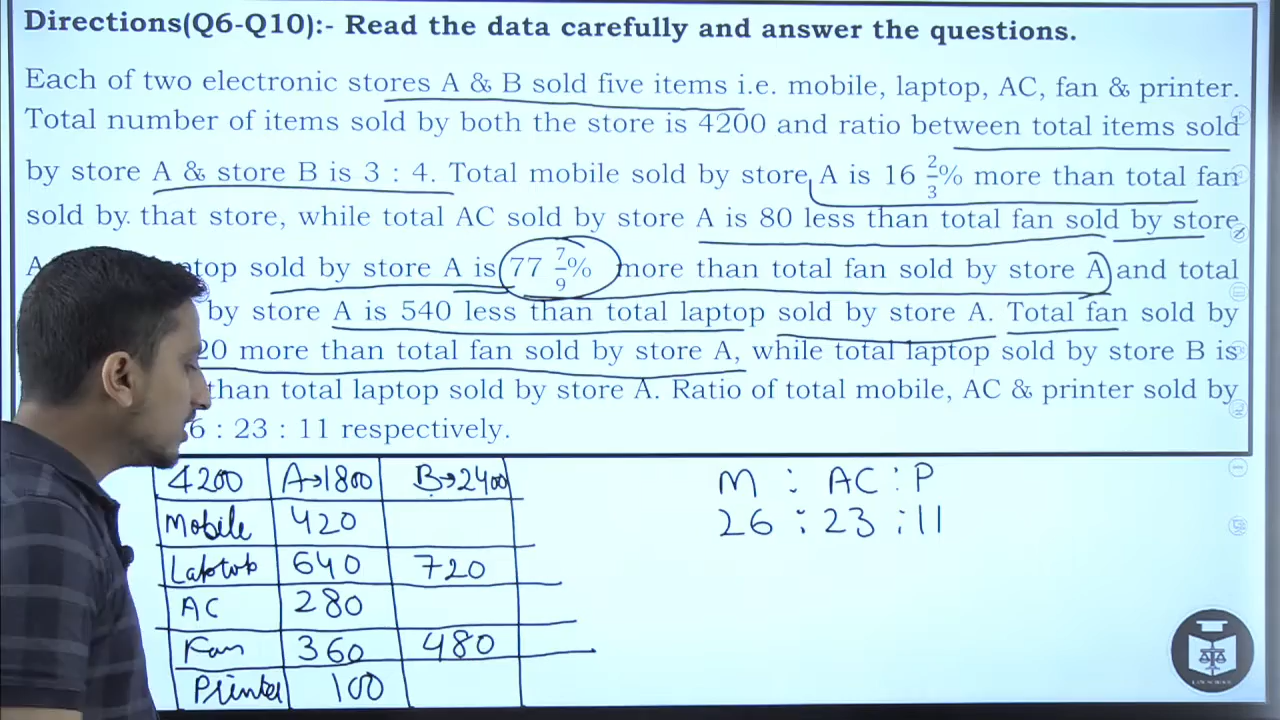 Directions(Q6-Q10):- Read the data carefully and answer the questions.
Each of two electronic stores A & B sold five items i.e. mobile, laptop, AC, fan & printer.
Total number of items sold by both the store is 4200 and ratio between total items sold
by store A & store B is 3 : 4. Total mobile sold by store A is 16 2/3% more than total fan
sold by that store, while total AC sold by store A is 80 less than total fan sold by store
sold by store A is 77 7/9% more than total fan sold by store A and total
by store A is 540 less than total laptop sold by store A. Total fan sold by
20 more than total fan sold by store A, while total laptop sold by store B is
than total laptop sold by store A. Ratio of total mobile, AC & printer sold by
6 : 23 : 11 respectively.
4200 A→1800 B→2400
Mobile 420
Laptop 640 720
AC 280
Fan 360 480
Printer 100
M : AC : P
26 : 23 : 11